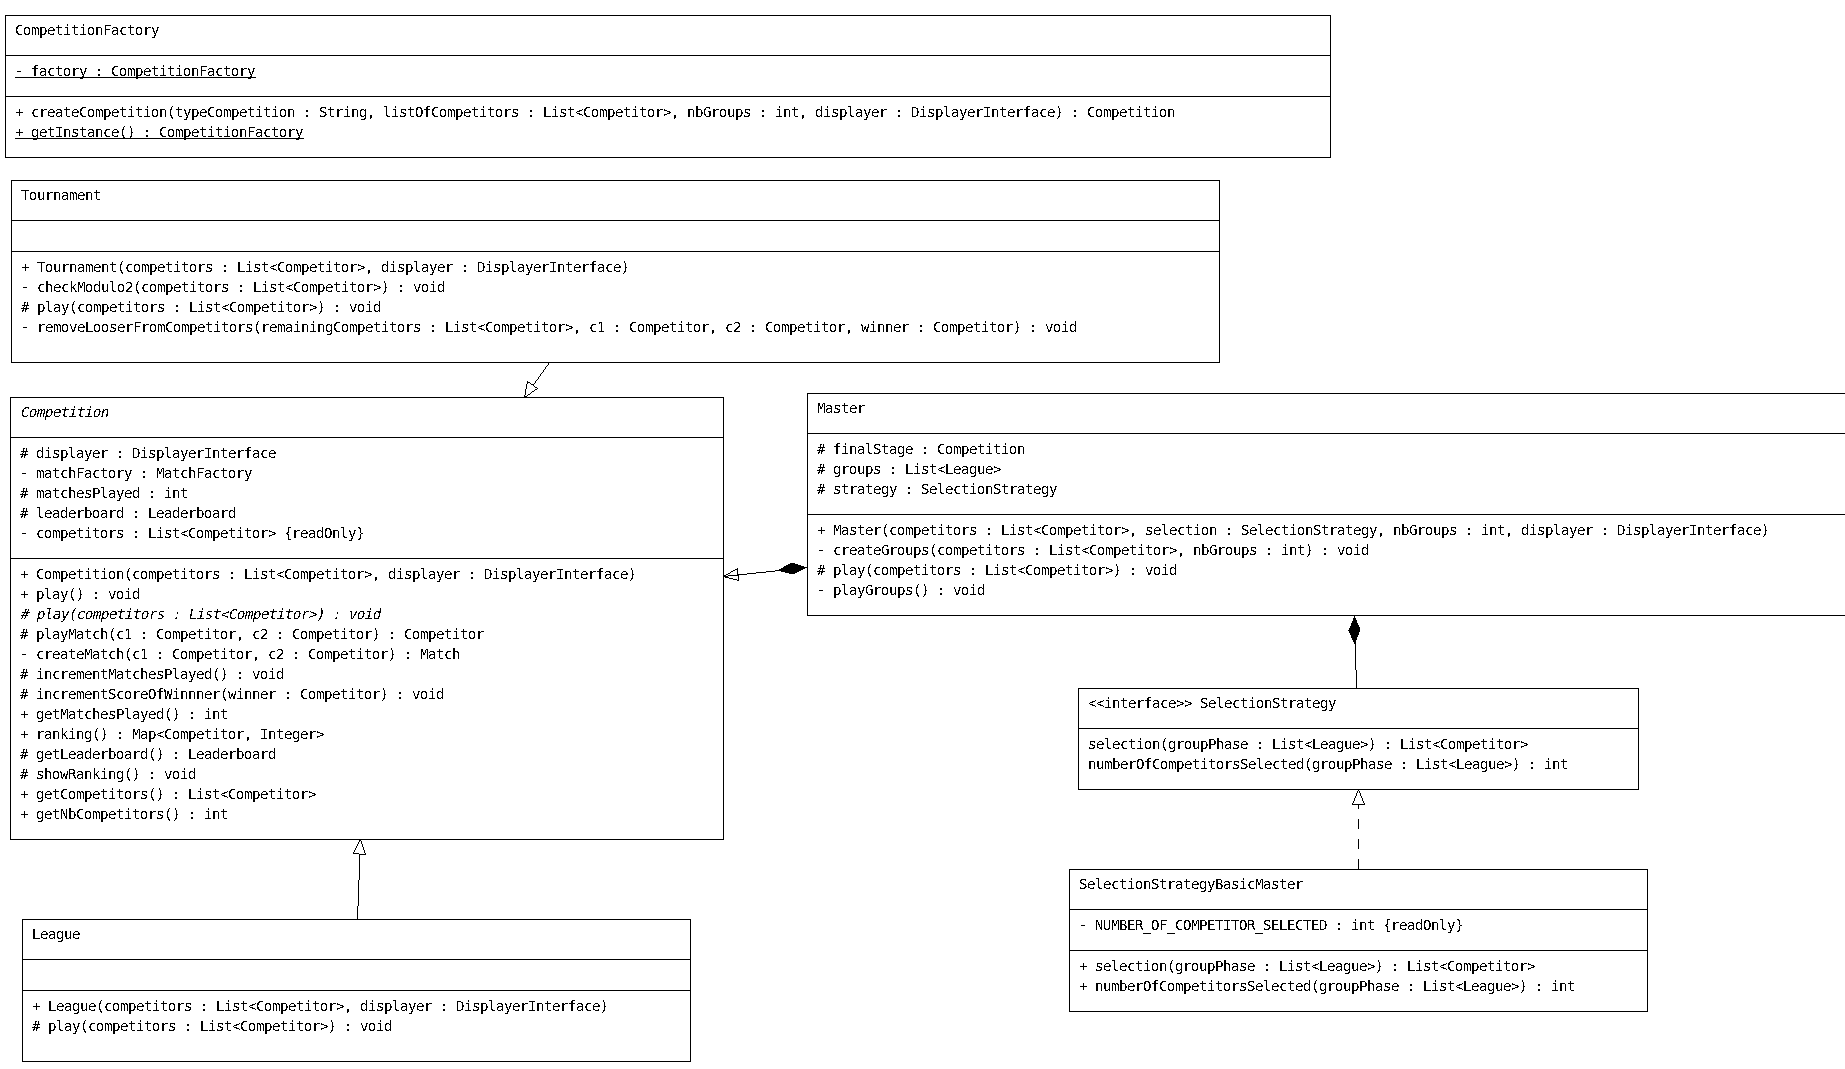 CompetitionFactory
- factory : CompetitionFactory
+ createCompetition(typeCompetition : String, listOfCompetitors : List<Competitor>, nbGroups : int, displayer : DisplayerInterface) : Competition
+ getInstance() : CompetitionFactory
Tournament
+ Tournament(competitors : List<Competitor>, displayer : DisplayerInterface)
- checkModulo2(competitors : List<Competitor>) : void
# play(competitors : List<Competitor>) : void
- removeLooserFromCompetitors(remainingCompetitors : List<Competitor>, c1 : Competitor, c2 : Competitor, winner : Competitor) : void
Competition
# displayer : DisplayerInterface
- matchFactory : MatchFactory
# matchesPlayed : int
# leaderboard : Leaderboard
- competitors : List<Competitor> {readOnly}
+ Competition(competitors : List<Competitor>, displayer : DisplayerInterface)
+ play() : void
# play(competitors : List<Competitor>) : void
# playMatch(c1 : Competitor, c2 : Competitor) : Competitor
- createMatch(c1 : Competitor, c2 : Competitor) : Match
# incrementMatchesPlayed() : void
# incrementScoreOfWinnner(winner : Competitor) : void
+ getMatchesPlayed() : int
+ ranking() : Map<Competitor, Integer>
# getLeaderboard() : Leaderboard
# showRanking() : void
+ getCompetitors() : List<Competitor>
+ getNbCompetitors() : int
Master
# finalStage : Competition
# groups : List<League>
# strategy : SelectionStrategy
+ Master(competitors : List<Competitor>, selection : SelectionStrategy, nbGroups : int, displayer : DisplayerInterface)
- createGroups(competitors : List<Competitor>, nbGroups : int) : void
# play(competitors : List<Competitor>) : void
- playGroups() : void
<<interface>> SelectionStrategy
selection(groupPhase : List<League>) : List<Competitor>
numberOfCompetitorsSelected(groupPhase : List<League>) : int
SelectionStrategyBasicMaster
- NUMBER_OF_COMPETITOR_SELECTED : int {readOnly}
+ selection(groupPhase : List<League>) : List<Competitor>
+ numberOfCompetitorsSelected(groupPhase : List<League>) : int
League
+ League(competitors : List<Competitor>, displayer : DisplayerInterface)
# play(competitors : List<Competitor>) : void